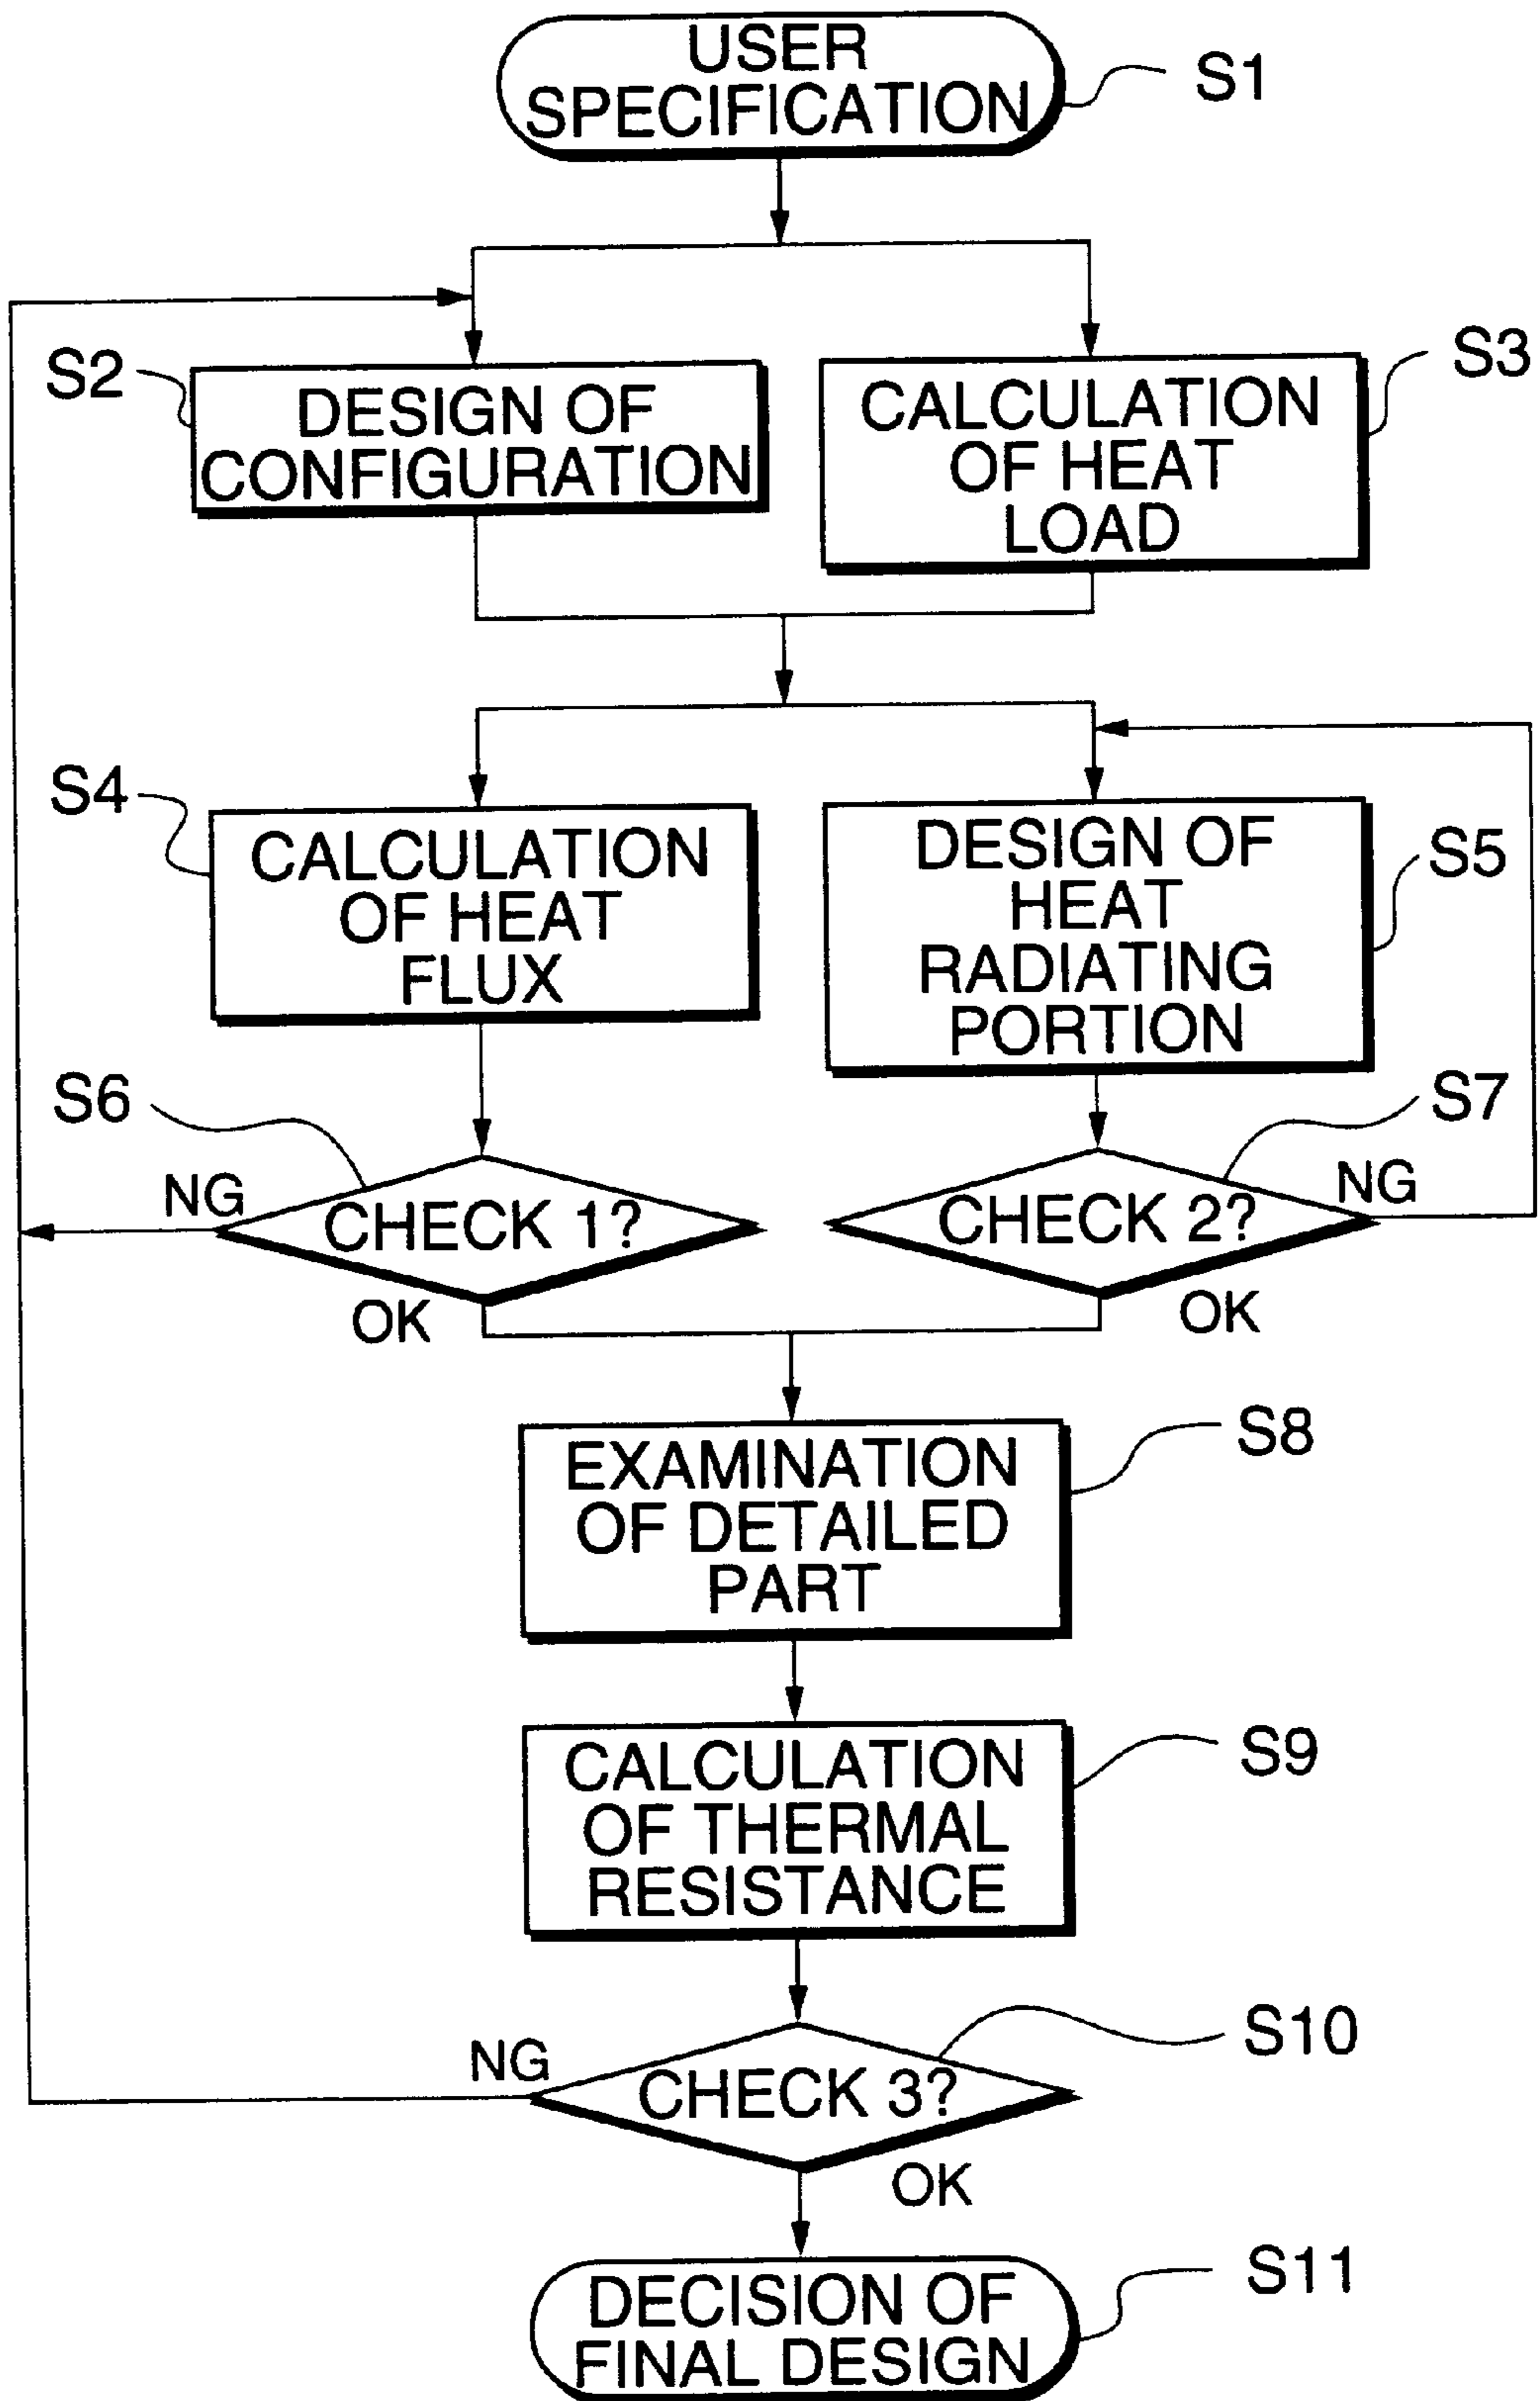 USER
SPECIFICATION
S1
S2
DESIGN OF
CONFIGURATION
S3
CALCULATION
OF HEAT
LOAD
S4
CALCULATION
OF HEAT
FLUX
DESIGN OF
HEAT
RADIATING
PORTION
S5
S6
NG
CHECK 1?
OK
S7
NG
CHECK 2?
OK
EXAMINATION
OF DETAILED
PART
S8
CALCULATION
OF THERMAL
RESISTANCE
S9
S10
NG
CHECK 3?
OK
DECISION OF
FINAL DESIGN
S11